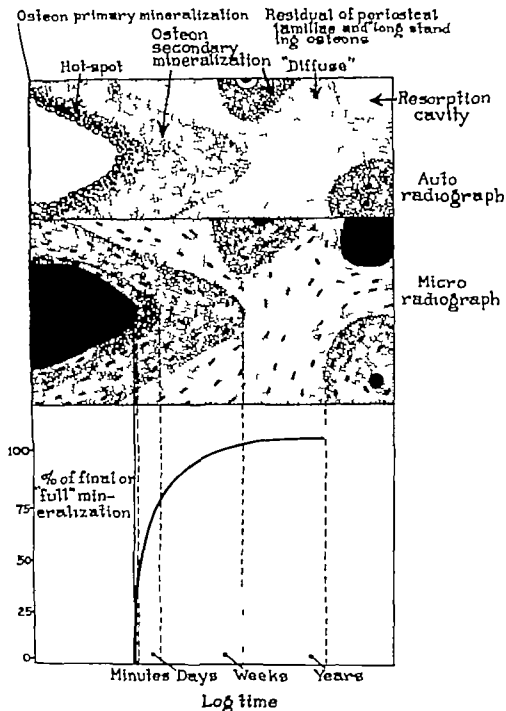 Osteon primary mineralization
Osteon
secondary
mineralization
Residual of periosteal
lamillae and long stand
ing osteons
Hot-spot
"Diffuse"
Resorption
cavity
Auto
radiograph
Micro
radiograph
% of final or
"full" min-
eralization
100
75
50
25
0
Minutes Days Weeks Years
Log time